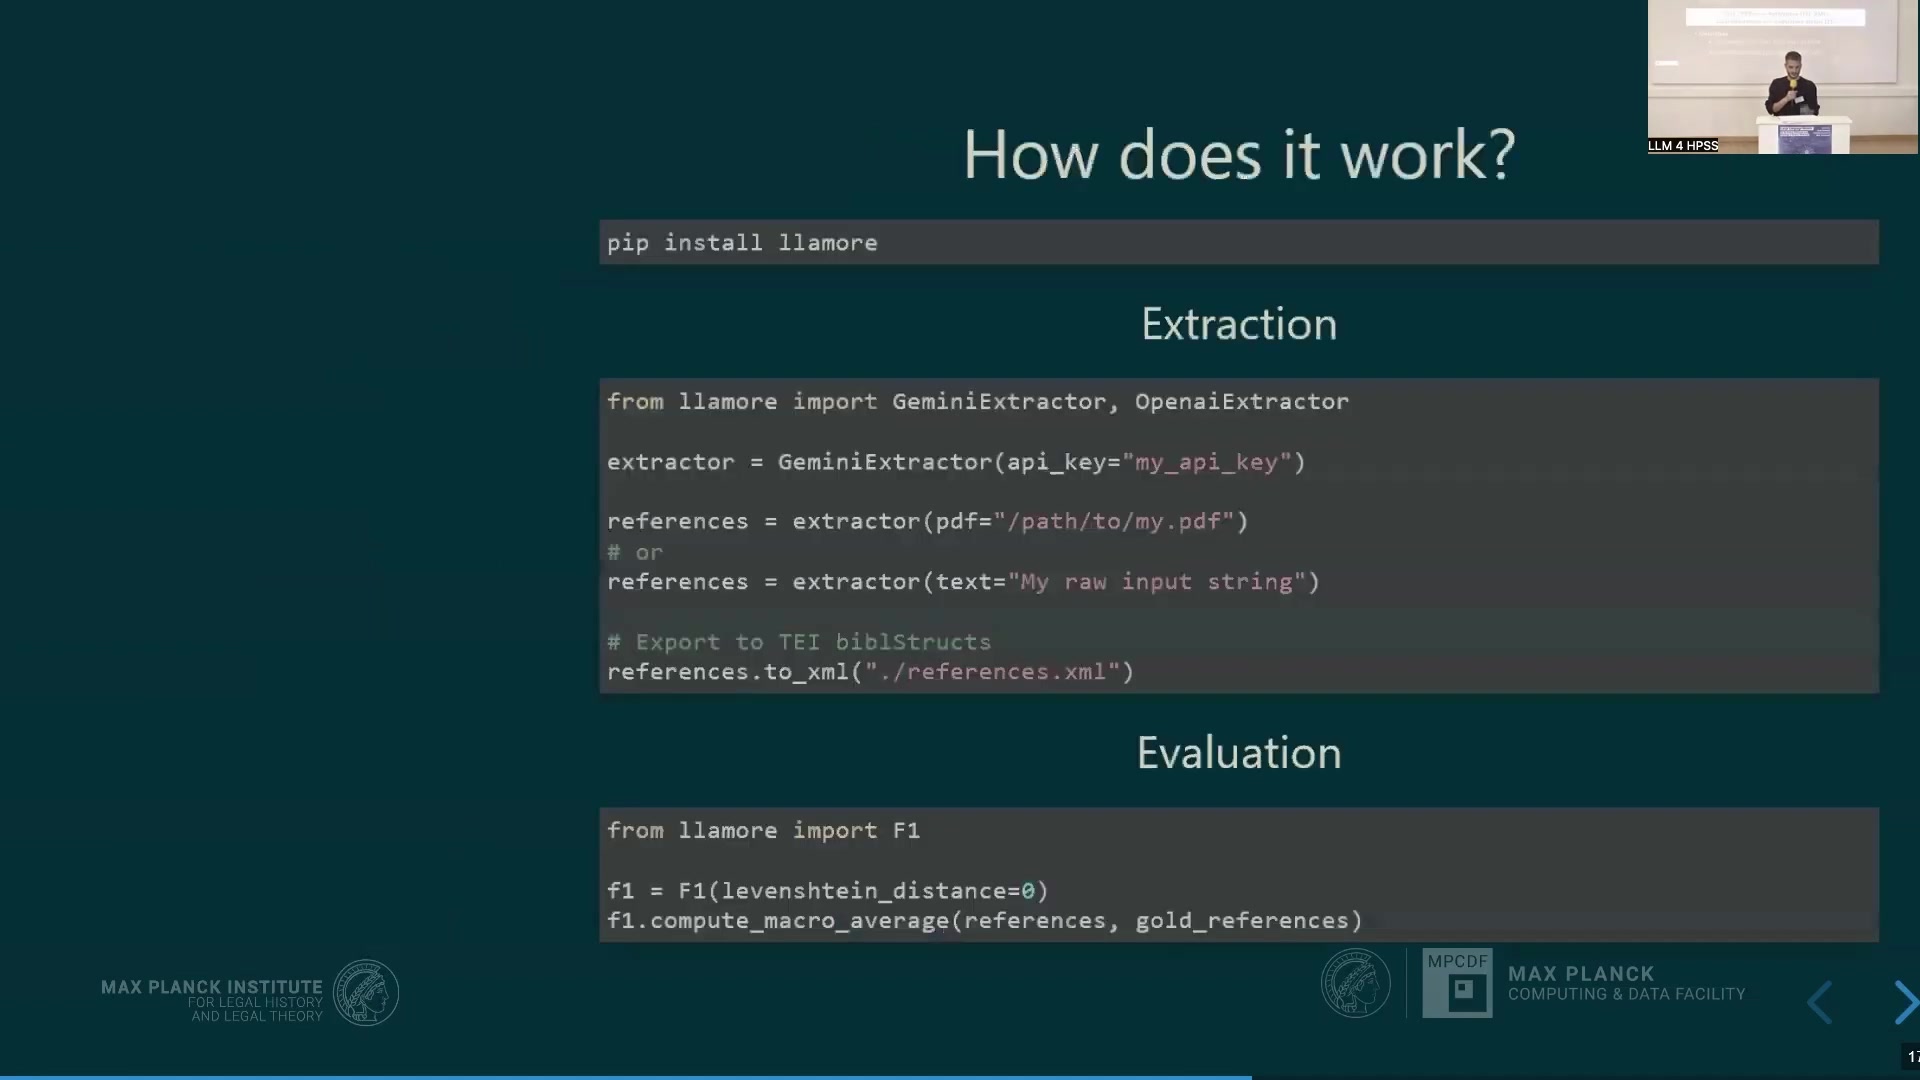 LLM 4 HPSS
How does it work?
pip install llamore
Extraction
from llamore import GeminiExtractor, OpenaiExtractor
extractor = GeminiExtractor(api_key="my_api_key")
references = extractor(pdf="/path/to/my.pdf")
# or
references = extractor(text="My raw input string")
# Export to TEI biblStructs
references.to_xml("./references.xml")
Evaluation
from llamore import F1
f1 = F1(levenshtein_distance=0)
f1.compute_macro_average(references, gold_references)
MAX PLANCK INSTITUTE
FOR LEGAL HISTORY
AND LEGAL THEORY
MPCDF
MAX PLANCK
COMPUTING & DATA FACILITY
17